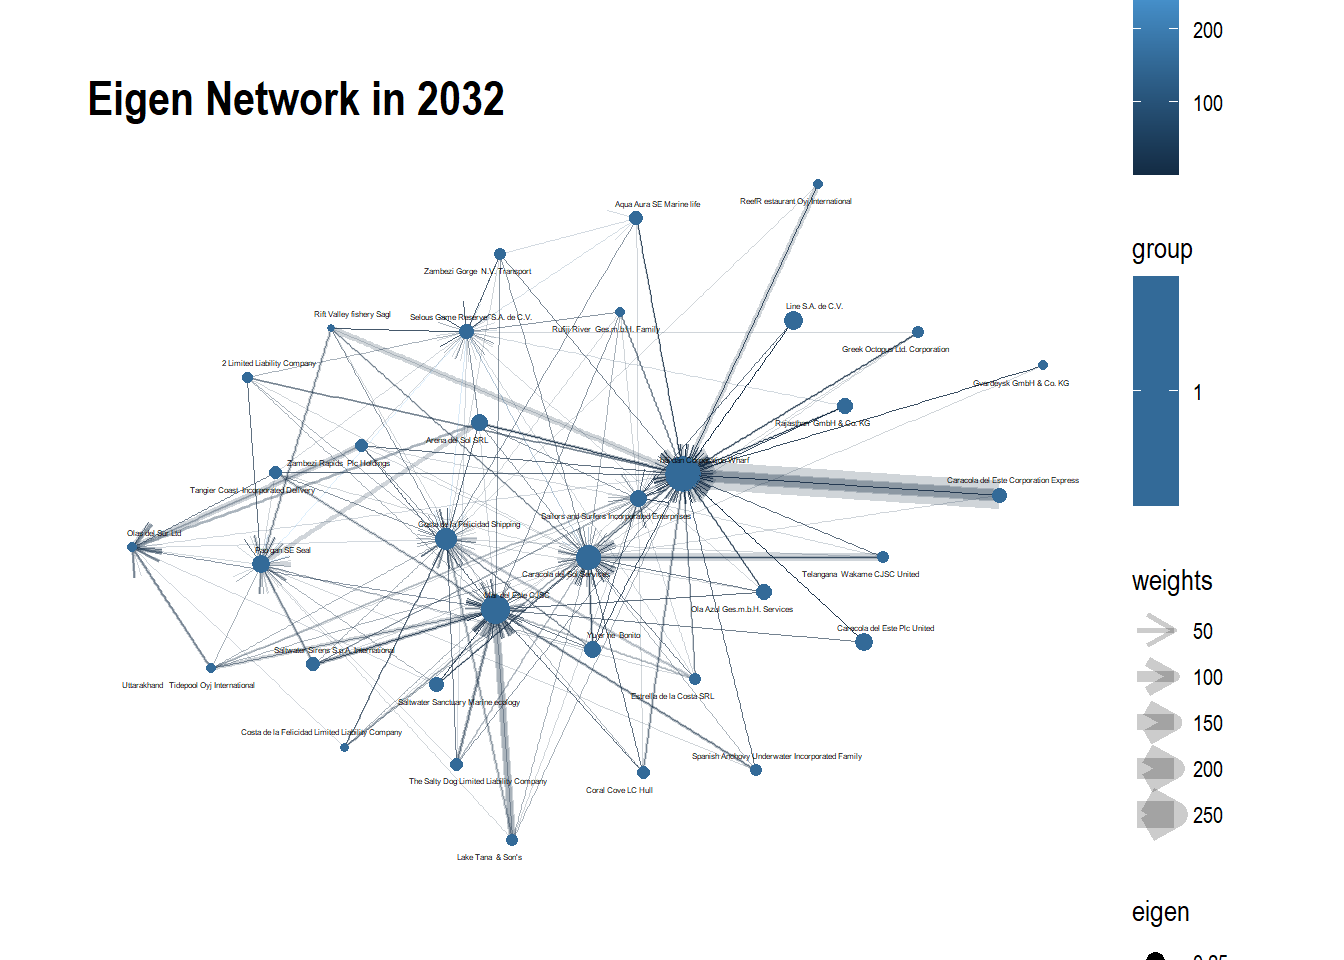 200
100
Eigen Network in 2032
Aqua Aura SE Marine life
ReefR estaurant Oyj International
group
Zambezi Gorge N.V. Transport
Line S.A. de C.V.
Rift Valley fishery Sagl
Selous Game Reserve S.A. de C.V.
Rufiji River Ges.m.b.H. Family
Greek Octopus Ltd. Corporation
2 Limited Liability Company
Gvardeysk GmbH & Co. KG
1
Rajasthan GmbH & Co. KG
Arena del Sol SRL
Wharf
Zambezi Rapids Plc Holdings
Caracola del Este Corporation Express
Tangier Coast Incorporated Delivery
Sailors and Surfers Incorporated Enterprises
Costa de la Felicidad Shipping
Olas del Sur Ltd
SE Seal
Caracola del Sol Services
Telangana Wakame CJSC United
weights
Mar del Este CJSC
Ola Azul Ges.m.b.H. Services
50
Caracola del Este Plc United
Bonito
Saltwater Sirens S.p.A. International
100
Uttarakhand Tidepool Oyj International
Estrella de la Costa SRL
Saltwater Sanctuary Marine ecology
150
Costa de la Felicidad Limited Liability Company
Spanish Anchovy Underwater Incorporated Family
200
The Salty Dog Limited Liability Company
Coral Cove LC Hull
250
Lake Tana & Son's
eigen